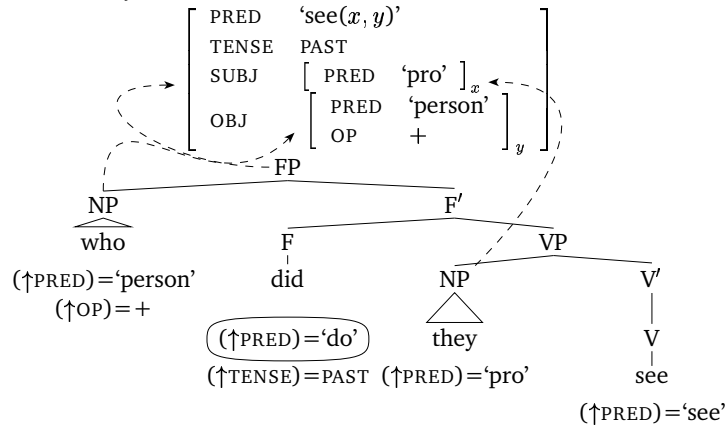 PRED ‘see(x, y)’
TENSE PAST
SUBJ [ PRED ‘pro’ ]x
OBJ [ PRED ‘person’
OP + ]y
FP
NP F′
who F VP
(↑PRED)=‘person’ did NP V′
(↑OP)=+
(↑PRED)=‘do’ they V
(↑TENSE)=PAST (↑PRED)=‘pro’ see
(↑PRED)=‘see’